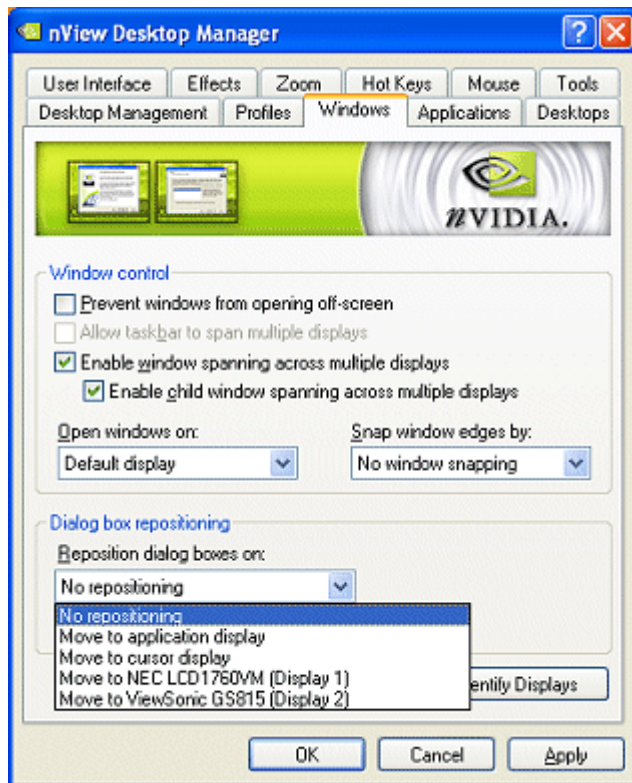 nView Desktop Manager
User Interface Effects Zoom Hot Keys Mouse Tools
Desktop Management Profiles Windows Applications Desktops
nVIDIA.
Window control
Prevent windows from opening off-screen
Allow taskbar to span multiple displays
Enable window spanning across multiple displays
Enable child window spanning across multiple displays
Open windows on: Snap window edges by:
Default display No window snapping
Dialog box repositioning
Reposition dialog boxes on:
No repositioning
No repositioning
Move to application display
Move to cursor display
Move to NEC LCD1760VM (Display 1)
Move to ViewSonic GS815 (Display 2)
entify Displays
OK Cancel Apply